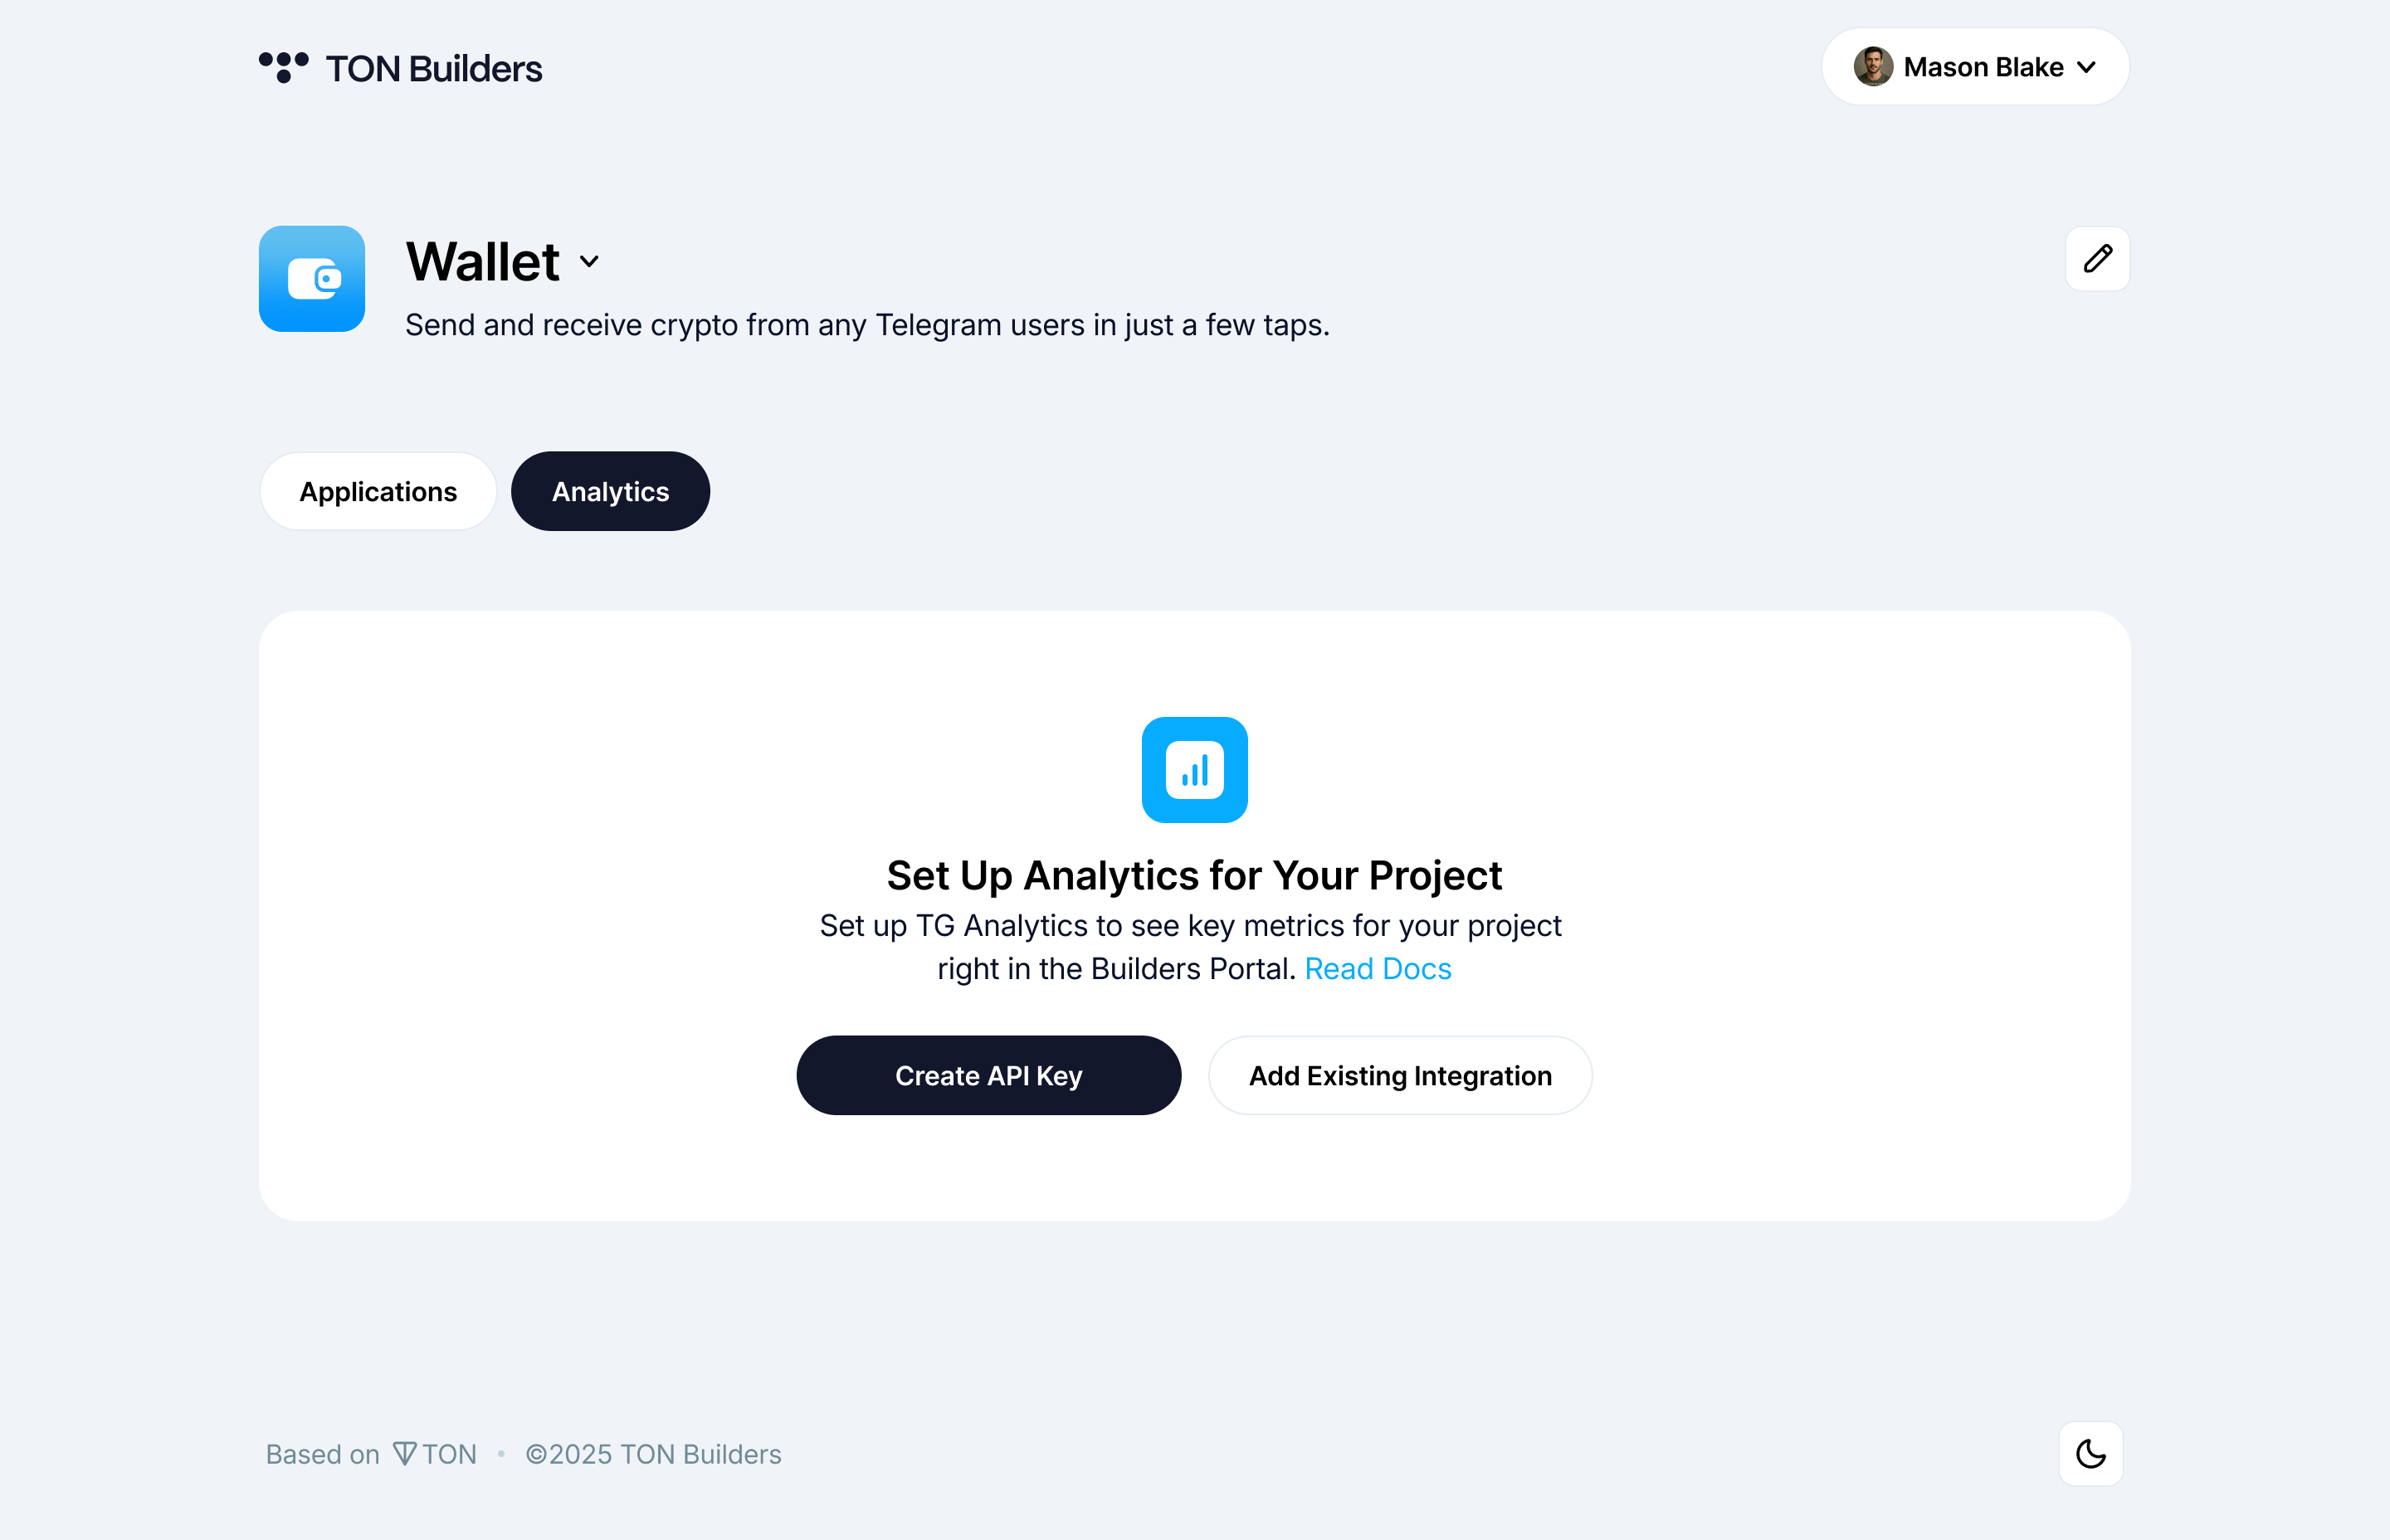 TON Builders
Mason Blake
Wallet
Send and receive crypto from any Telegram users in just a few taps.
Applications
Analytics
Set Up Analytics for Your Project
Set up TG Analytics to see key metrics for your project
right in the Builders Portal. Read Docs
Create API Key
Add Existing Integration
Based on TON • ©2025 TON Builders